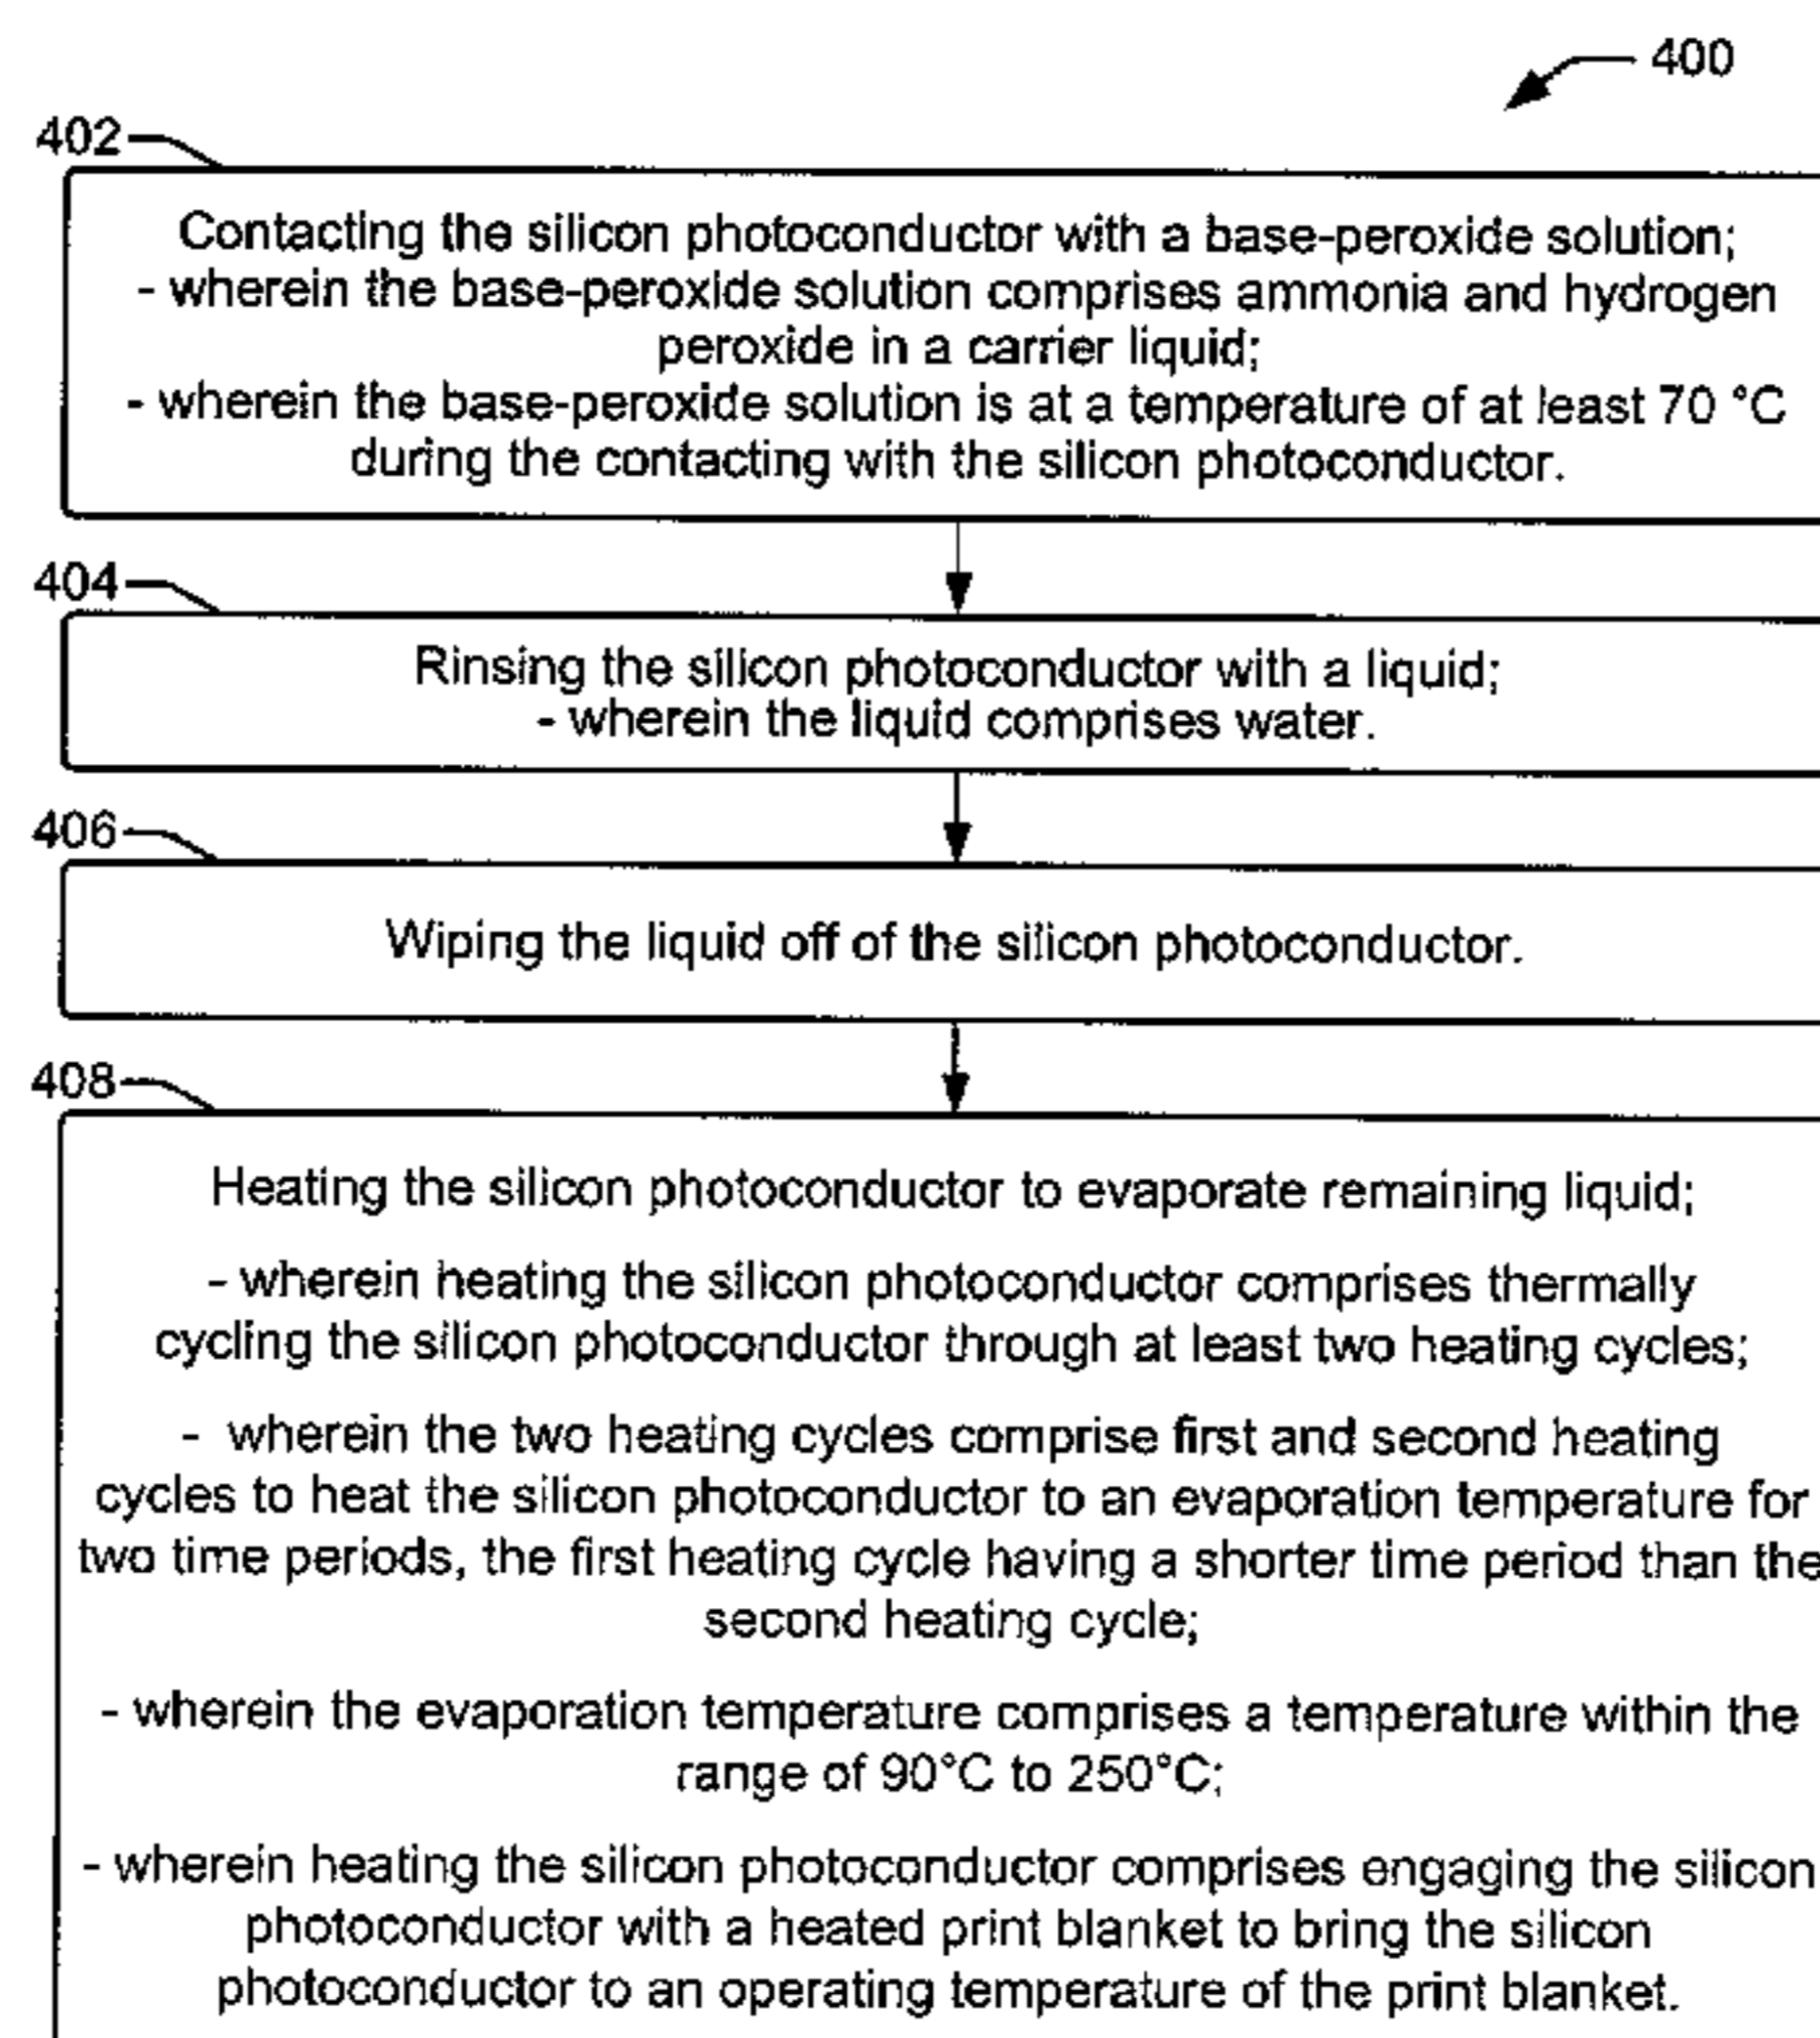 400
402
Contacting the silicon photoconductor with a base-peroxide solution;
- wherein the base-peroxide solution comprises ammonia and hydrogen
peroxide in a carrier liquid;
- wherein the base-peroxide solution is at a temperature of at least 70 °C
during the contacting with the silicon photoconductor.
404
Rinsing the silicon photoconductor with a liquid;
- wherein the liquid comprises water.
406
Wiping the liquid off of the silicon photoconductor.
408
Heating the silicon photoconductor to evaporate remaining liquid;
- wherein heating the silicon photoconductor comprises thermally
cycling the silicon photoconductor through at least two heating cycles;
- wherein the two heating cycles comprise first and second heating
cycles to heat the silicon photoconductor to an evaporation temperature for
two time periods, the first heating cycle having a shorter time period than the
second heating cycle;
- wherein the evaporation temperature comprises a temperature within the
range of 90°C to 250°C;
- wherein heating the silicon photoconductor comprises engaging the silicon
photoconductor with a heated print blanket to bring the silicon
photoconductor to an operating temperature of the print blanket.